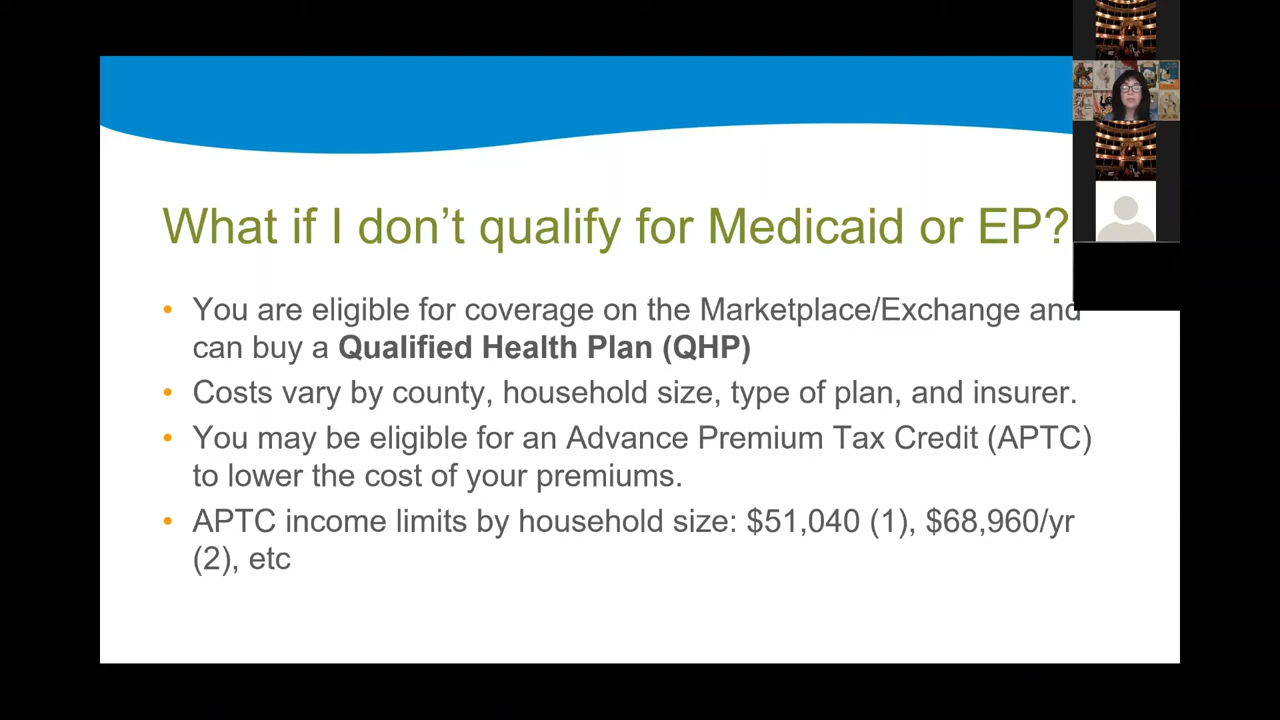 What if I don’t qualify for Medicaid or EP?
• You are eligible for coverage on the Marketplace/Exchange and
can buy a Qualified Health Plan (QHP)
• Costs vary by county, household size, type of plan, and insurer.
• You may be eligible for an Advance Premium Tax Credit (APTC)
to lower the cost of your premiums.
• APTC income limits by household size: $51,040 (1), $68,960/yr
(2), etc